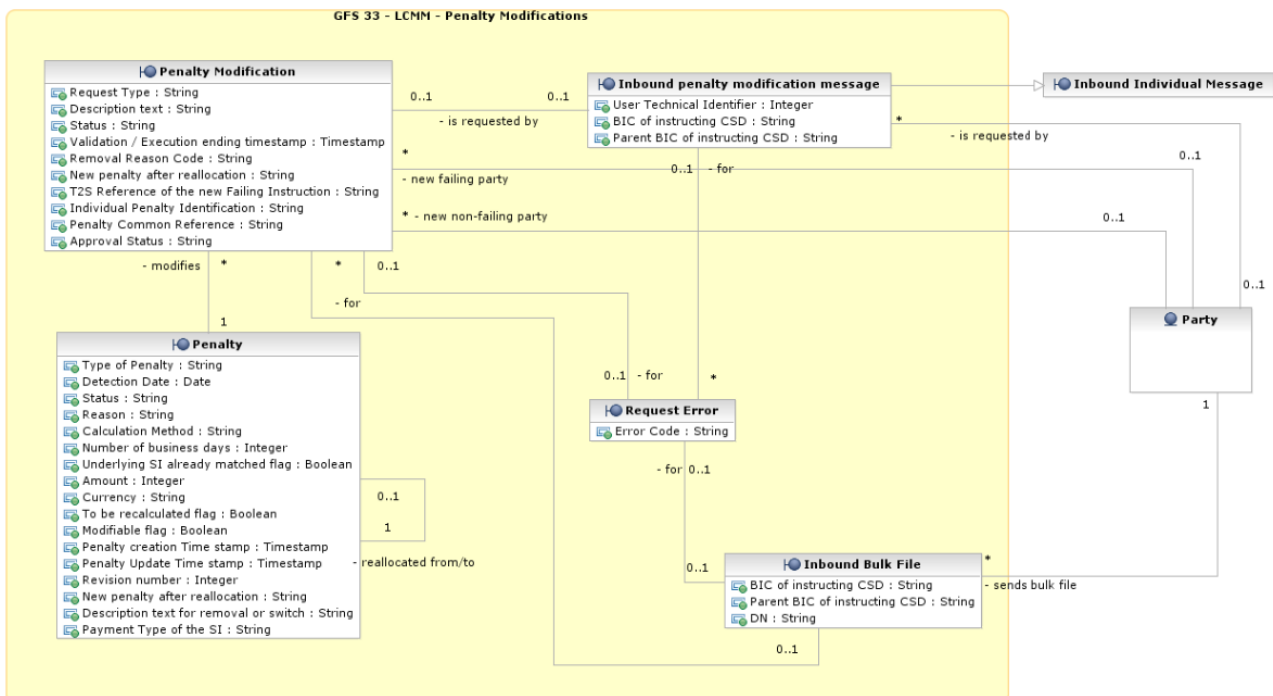 GFS 33 - LCMM - Penalty Modifications
Penalty Modification
Request Type : String
Description text : String
Status : String
Validation / Execution ending timestamp : Timestamp
Removal Reason Code : String
New penalty after reallocation : String
T2S Reference of the new Failing Instruction : String
Individual Penalty Identification : String
Penalty Common Reference : String
Approval Status : String
0..1
0..1
- is requested by
Inbound penalty modification message
User Technical Identifier : Integer
BIC of instructing CSD : String
Parent BIC of instructing CSD : String
Inbound Individual Message
*
- is requested by
*
- new failing party
0..1
- for
0..1
* - new non-failing party
0..1
- modifies
*
*
0..1
- for
1
0..1
Party
Penalty
Type of Penalty : String
Detection Date : Date
Status : String
Reason : String
Calculation Method : String
Number of business days : Integer
Underlying SI already matched flag : Boolean
Amount : Integer
Currency : String
To be recalculated flag : Boolean
Modifiable flag : Boolean
Penalty creation Time stamp : Timestamp
Penalty Update Time stamp : Timestamp
Revision number : Integer
New penalty after reallocation : String
Description text for removal or switch : String
Payment Type of the SI : String
0..1
1
- reallocated from/to
0..1 - for
*
Request Error
Error Code : String
- for 0..1
1
0..1
Inbound Bulk File
BIC of instructing CSD : String
Parent BIC of instructing CSD : String
DN : String
*
- sends bulk file
0..1